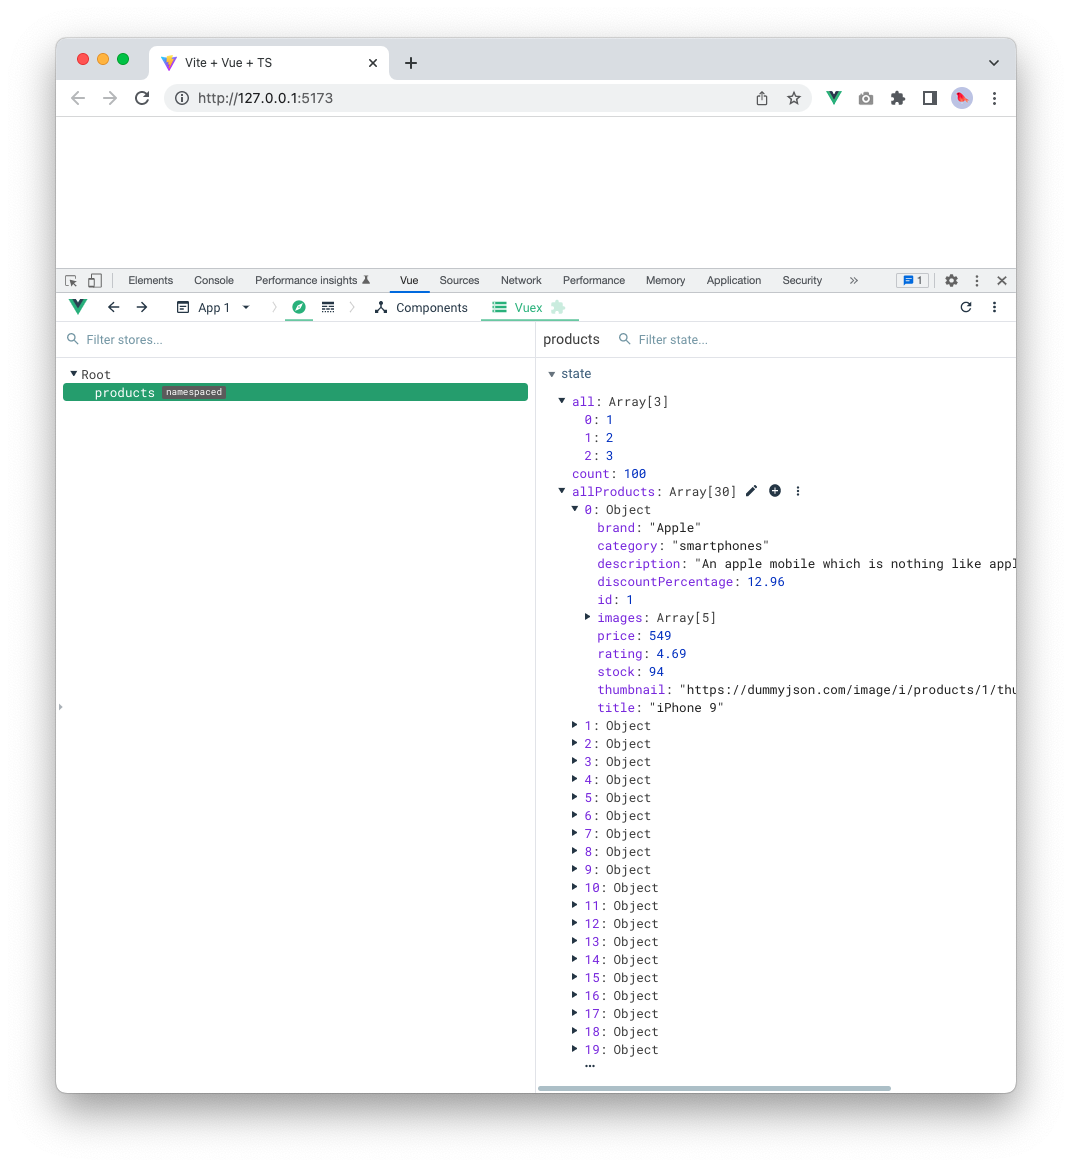 Vite + Vue + TS
http://127.0.0.1:5173
Elements Console Performance insights Vue Sources Network Performance Memory Application Security » 1
App 1 Components Vuex
Filter stores... products Filter state...
Root
products namespaced
state
all: Array[3]
0: 1
1: 2
2: 3
count: 100
allProducts: Array[30]
0: Object
brand: "Apple"
category: "smartphones"
description: "An apple mobile which is nothing like appl
discountPercentage: 12.96
id: 1
images: Array[5]
price: 549
rating: 4.69
stock: 94
thumbnail: "https://dummyjson.com/image/i/products/1/thu
title: "iPhone 9"
1: Object
2: Object
3: Object
4: Object
5: Object
6: Object
7: Object
8: Object
9: Object
10: Object
11: Object
12: Object
13: Object
14: Object
15: Object
16: Object
17: Object
18: Object
19: Object
…